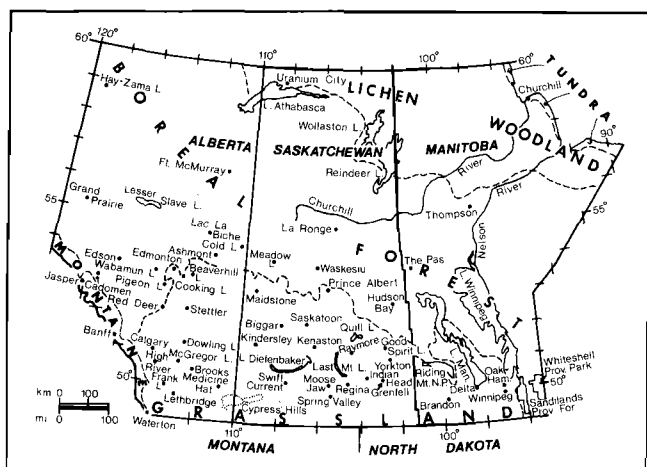 60°
120°
110°
100°
60°
Hay-Zama L
BOREAL
Uranium City
L. Athabasca
LICHEN
WOODLAND
TUNDRA
Churchill
90°
Wollaston L.
ALBERTA
SASKATCHEWAN
MANITOBA
Ft. McMurray
Reindeer L
River
River
Churchill
Grand
Prairie
Lesser
Slave L.
55
55°
Thompson
Nelson
Lac La
Biche
Cold L
La Ronge
FOREST
Ashmont
Meadow L
Waskesiu
The Pas
MONTANE
Edson
Edmonton
Beaverhill L
Wabamun L
Cooking L
Jasper
Cadomen
Pigeon L
Red Deer
Stettler
Maidstone
Prince Albert
Hudson
Bay
L. Winnipeg
Biggar
Saskatoon
Quill L
Banff
Calgary
Dowling L
Kindersley
Kenaston
Raymore
Good
Spirit L
L. Man.
High
River
McGregor L
L Diefenbaker
Last
Mt L
Yorkton
Riding
Mt. N.P.
Oak
Ham.
Whiteshell
Prov. Park
50
50°
Frank
Brooks
Medicine
Hat
Swift
Current
Moose
Jaw
Regina
Indian
Head
Grenfell
Delta
Winnipeg
Lethbridge
Spring Valley
Brandon
Sandilands
Prov For
Cypress Hills
Waterton
GRASSLAND
110°
100°
MONTANA
NORTH DAKOTA
km
0 100 200
mi
0 100